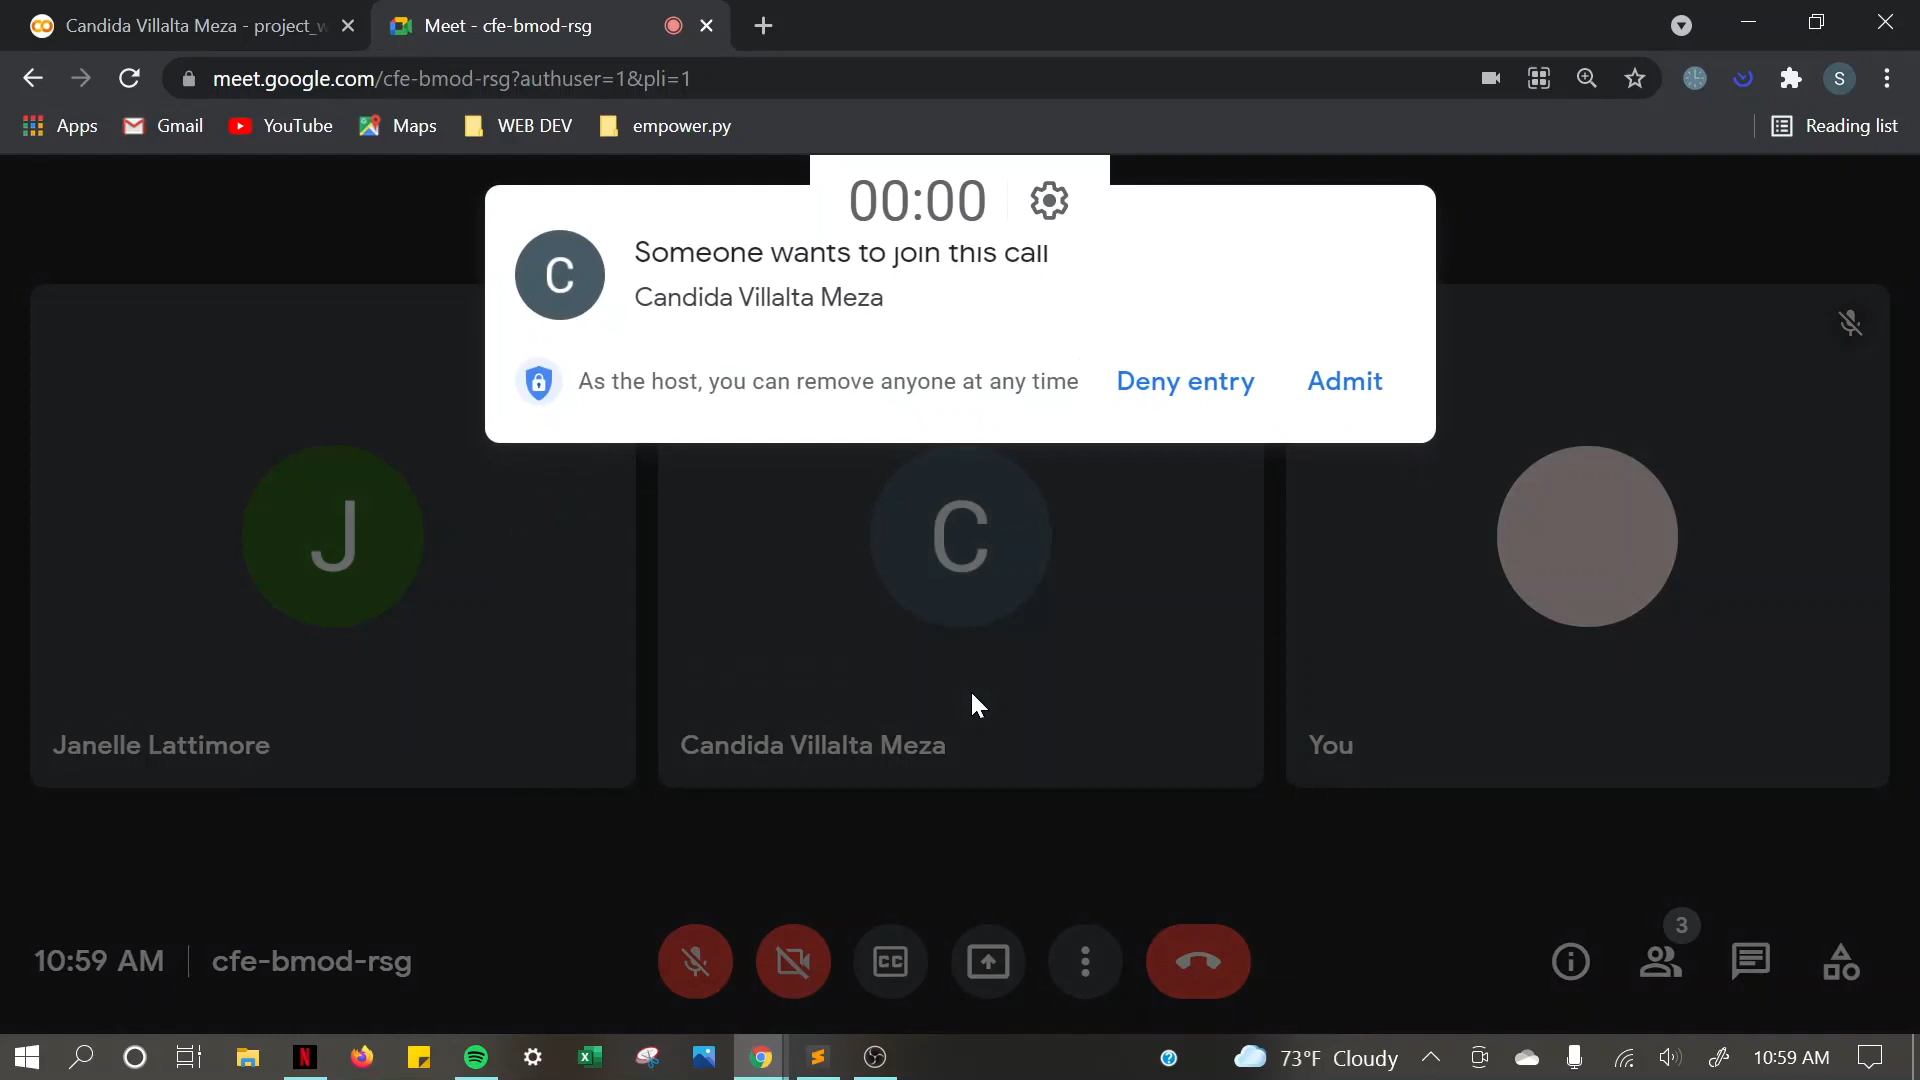 Candida Villalta Meza - project_w
Meet - cfe-bmod-rsg
meet.google.com/cfe-bmod-rsg?authuser=1&pli=1
S
Apps
Gmail
YouTube
Maps
WEB DEV
empower.py
Reading list
00:00
C
Someone wants to join this call
Candida Villalta Meza
As the host, you can remove anyone at any time
Deny entry
Admit
J
C
Janelle Lattimore
Candida Villalta Meza
You
10:59 AM
cfe-bmod-rsg
CC
3
73°F Cloudy
10:59 AM